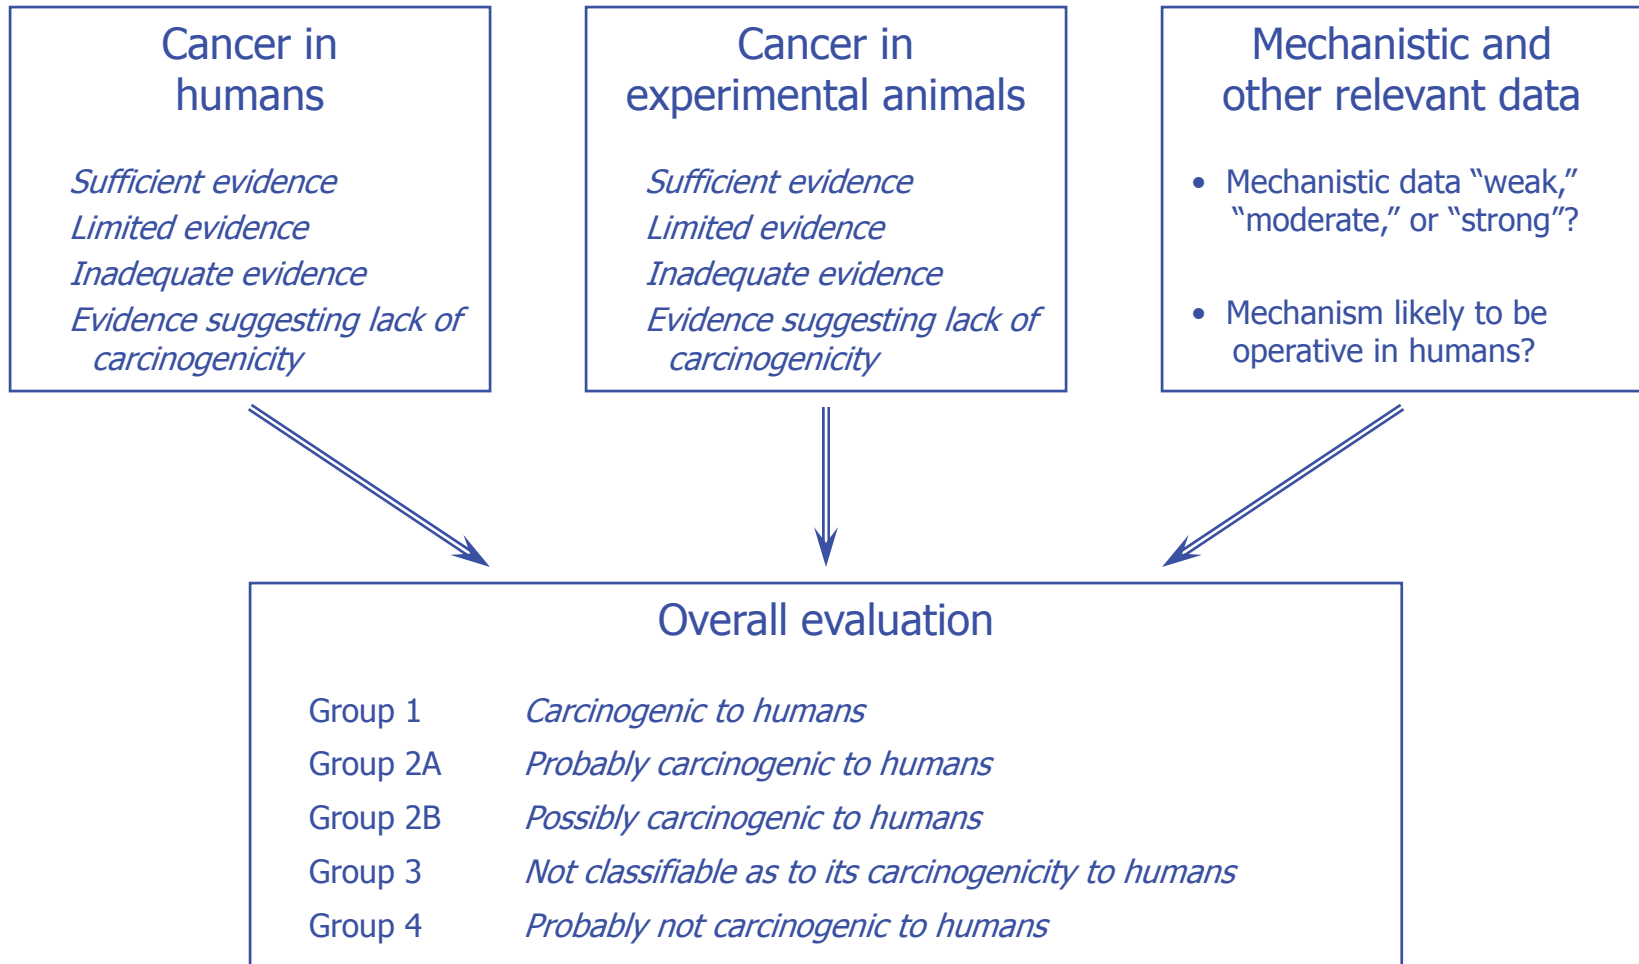 Cancer in
humans
Sufficient evidence
Limited evidence
Inadequate evidence
Evidence suggesting lack of
carcinogenicity
Cancer in
experimental animals
Sufficient evidence
Limited evidence
Inadequate evidence
Evidence suggesting lack of
carcinogenicity
Mechanistic and
other relevant data
• Mechanistic data “weak,”
“moderate,” or “strong”?
• Mechanism likely to be
operative in humans?
Overall evaluation
Group 1 Carcinogenic to humans
Group 2A Probably carcinogenic to humans
Group 2B Possibly carcinogenic to humans
Group 3 Not classifiable as to its carcinogenicity to humans
Group 4 Probably not carcinogenic to humans